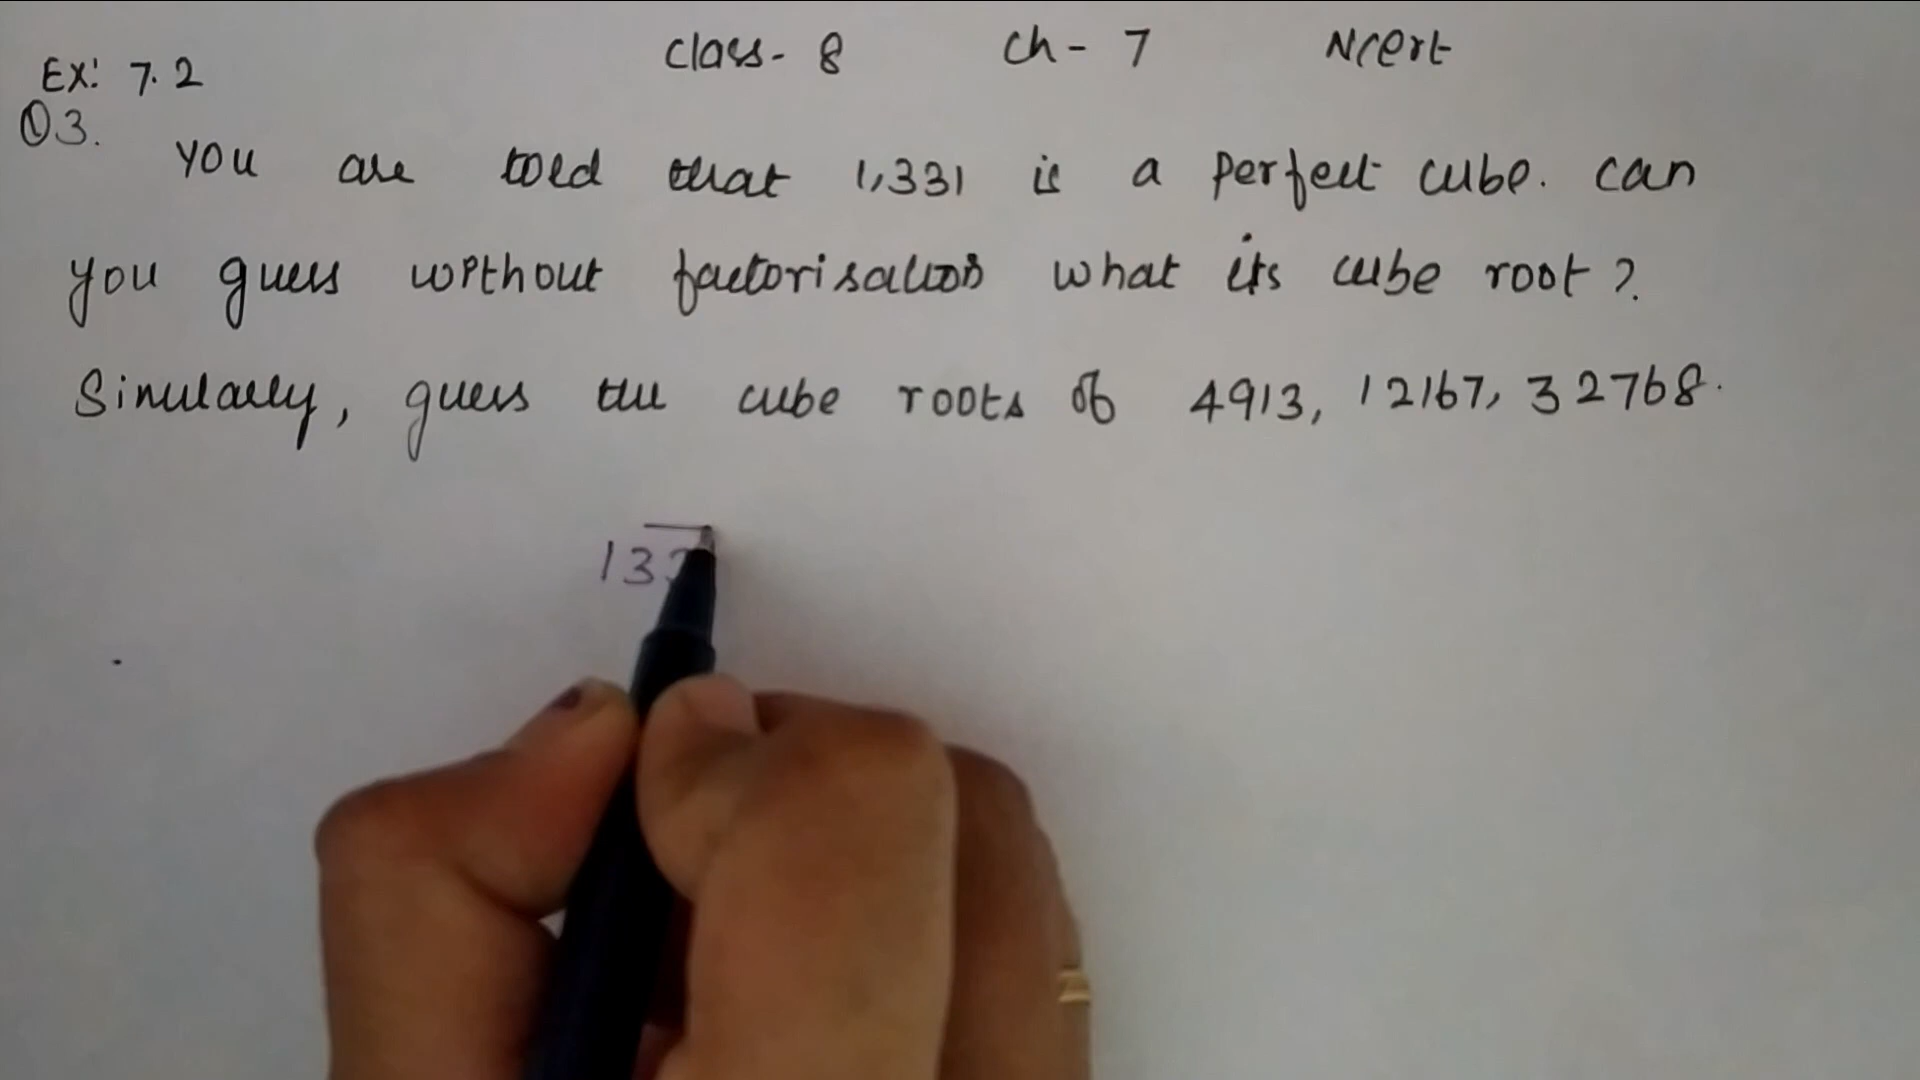 Class- 8 Ch- 7 Ncert
Ex: 7.2
Q3.
You are told that 1,331 is a perfect cube. can
you guess without factorisation what its cube root?
Similarly, guess the cube roots of 4913, 12167, 32768.
133